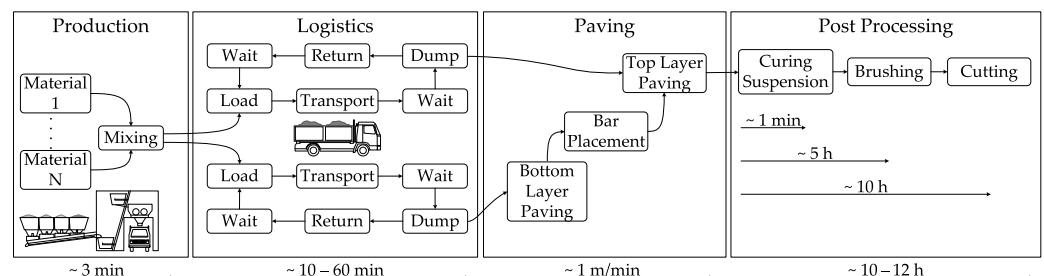 Production
Material
1
Material
N
Mixing
~ 3 min
Logistics
Wait
Return
Dump
Load
Transport
Wait
Load
Transport
Wait
Wait
Return
Dump
~ 10 – 60 min
Paving
Top Layer
Paving
Bar
Placement
Bottom
Layer
Paving
~ 1 m/min
Post Processing
Curing
Suspension
Brushing
Cutting
~ 1 min
~ 5 h
~ 10 h
~ 10 – 12 h